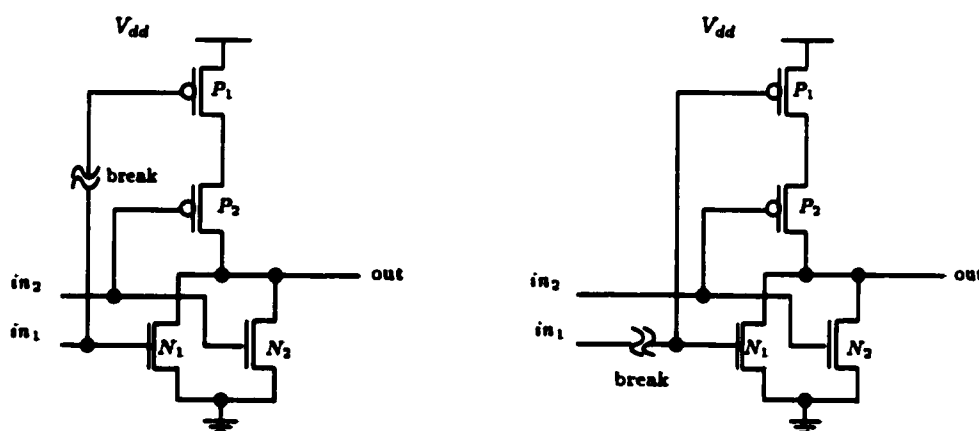 V_dd
P_1
break
P_2
in_2
out
in_1
N_1
N_2
V_dd
P_1
P_2
in_2
out
in_1
N_1
N_2
break